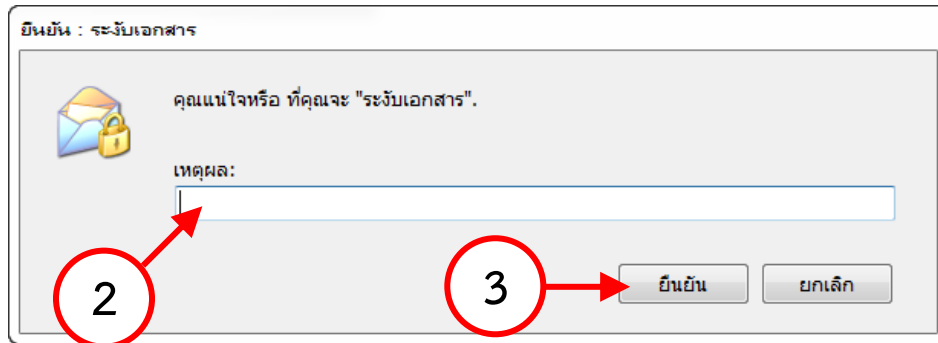 ยืนยัน : ระงับเอกสาร
คุณแน่ใจหรือ ที่คุณจะ "ระงับเอกสาร".
เหตุผล:
2
3
ยืนยัน
ยกเลิก